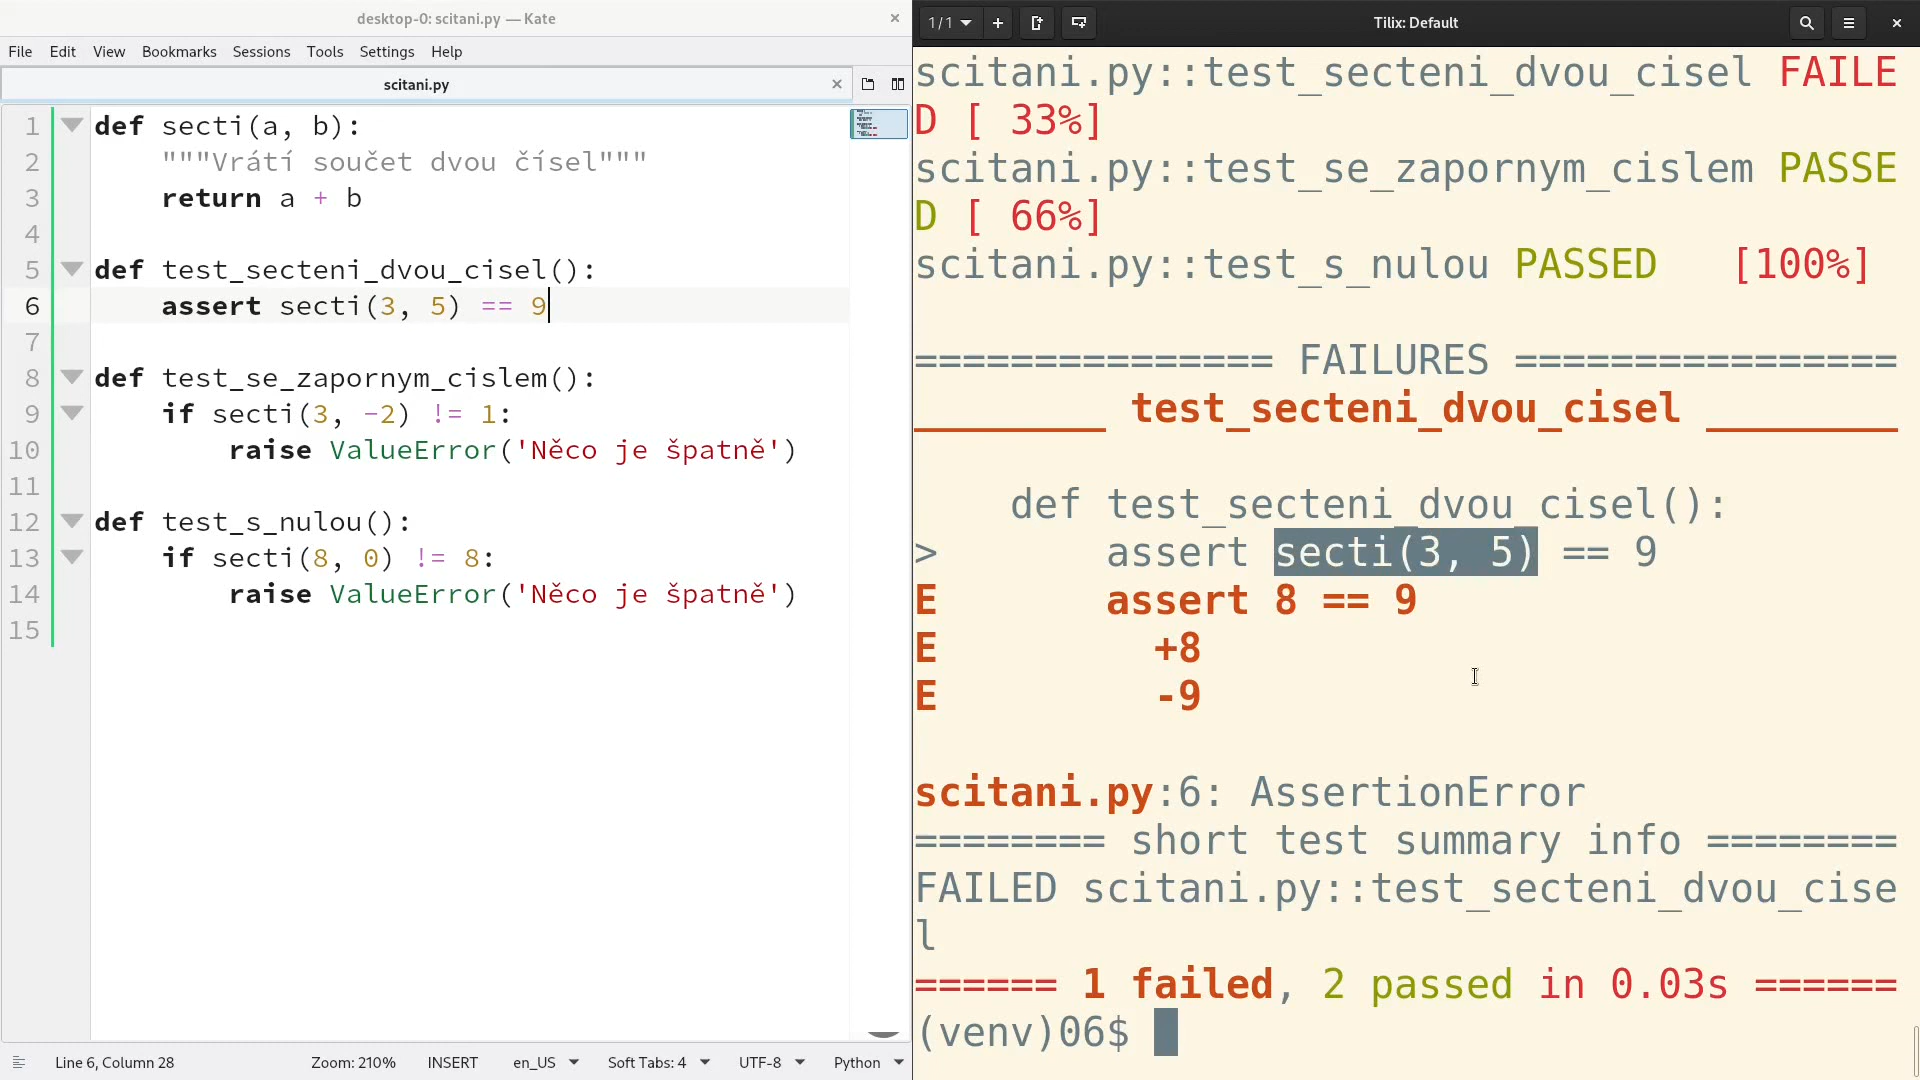 desktop-0: scitani.py — Kate
File Edit View Bookmarks Sessions Tools Settings Help
scitani.py
1 def secti(a, b):
2     """Vrátí součet dvou čísel"""
3     return a + b
4
5 def test_secteni_dvou_cisel():
6     assert secti(3, 5) == 9
7
8 def test_se_zapornym_cislem():
9     if secti(3, -2) != 1:
10         raise ValueError('Něco je špatně')
11
12 def test_s_nulou():
13     if secti(8, 0) != 8:
14         raise ValueError('Něco je špatně')
15
Line 6, Column 28 Zoom: 210% INSERT en_US Soft Tabs: 4 UTF-8 Python
1/1 Tilix: Default
scitani.py::test_secteni_dvou_cisel FAILE
D [ 33%]
scitani.py::test_se_zapornym_cislem PASSE
D [ 66%]
scitani.py::test_s_nulou PASSED   [100%]
=============== FAILURES ================
________ test_secteni_dvou_cisel ________
    def test_secteni_dvou_cisel():
>       assert secti(3, 5) == 9
E       assert 8 == 9
E         +8
E         -9
scitani.py:6: AssertionError
======== short test summary info ========
FAILED scitani.py::test_secteni_dvou_cise
l
====== 1 failed, 2 passed in 0.03s ======
(venv)06$